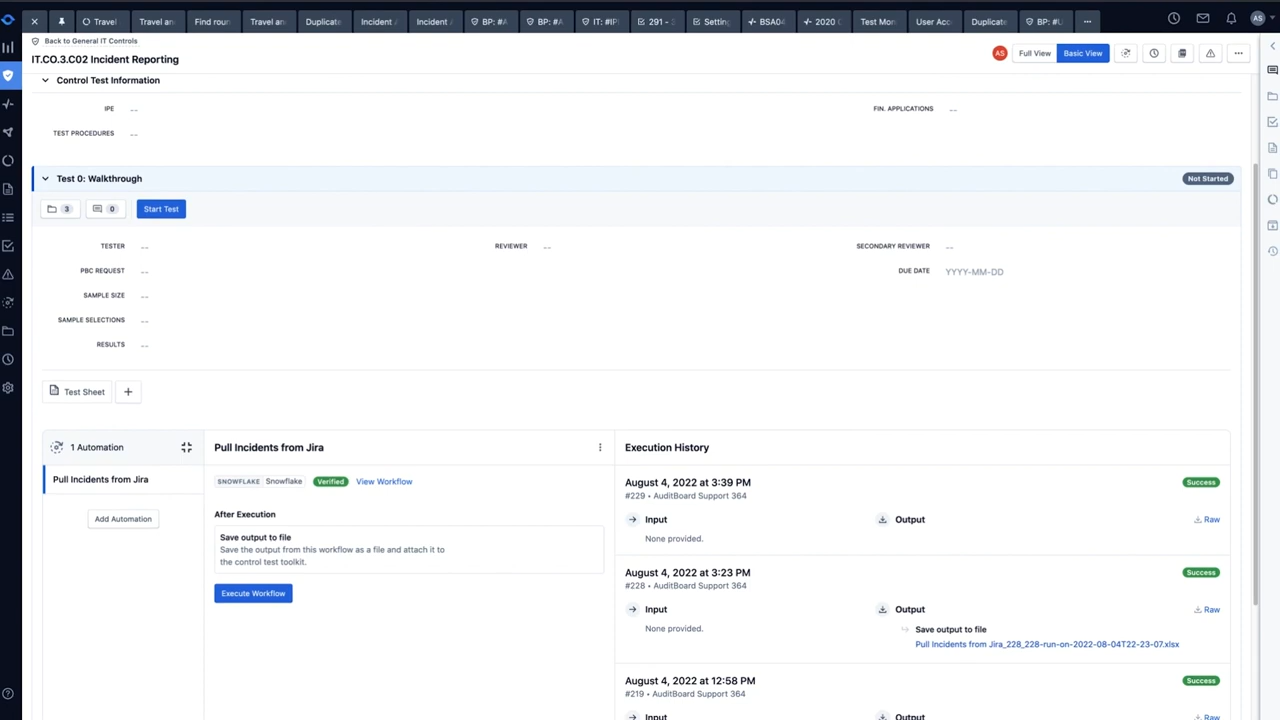 Travel
Travel an
Find roun
Travel an
Duplicate
Incident
Incident
BP: #A
BP: #A
IT: #IP
291 -
Setting
BSA04
2020
Test Mon
User Acc
Duplicate
BP: #U
AS
Back to General IT Controls
IT.CO.3.C02 Incident Reporting
AS
Full View
Basic View
Control Test Information
IPE --
FIN. APPLICATIONS --
TEST PROCEDURES --
Test 0: Walkthrough
Not Started
3
0
Start Test
TESTER --
REVIEWER --
SECONDARY REVIEWER --
PBC REQUEST --
DUE DATE YYYY-MM-DD
SAMPLE SIZE --
SAMPLE SELECTIONS --
RESULTS --
Test Sheet
+
1 Automation
Pull Incidents from Jira
Add Automation
Pull Incidents from Jira
SNOWFLAKE Snowflake Verified View Workflow
After Execution
Save output to file
Save the output from this workflow as a file and attach it to
the control test toolkit.
Execute Workflow
Execution History
August 4, 2022 at 3:39 PM
Success
#229 • AuditBoard Support 364
Input
Output
Raw
None provided.
August 4, 2022 at 3:23 PM
Success
#228 • AuditBoard Support 364
Input
Output
Raw
None provided.
Save output to file
Pull Incidents from Jira_228_228-run-on-2022-08-04T22-23-07.xlsx
August 4, 2022 at 12:58 PM
Success
#219 • AuditBoard Support 364
Input
Output
Raw